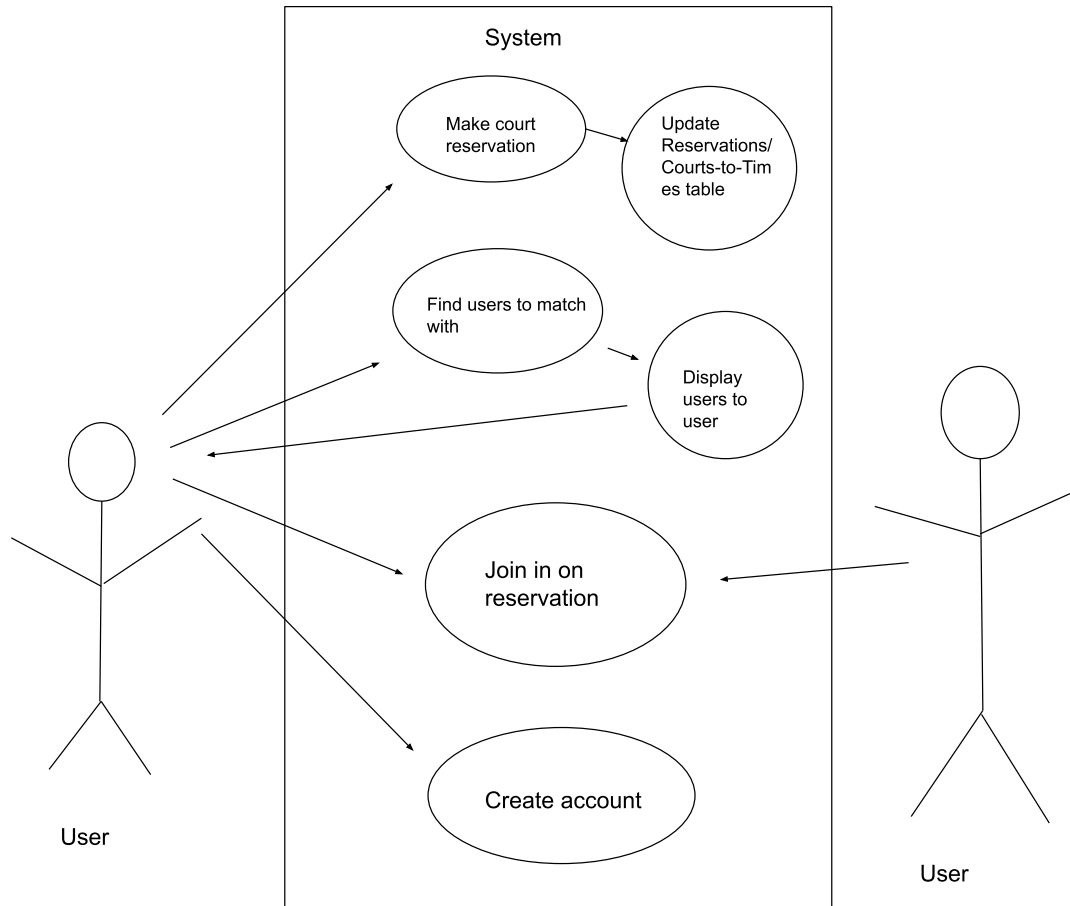 System
Make court
reservation
Update
Reservations/
Courts-to-Tim
es table
Find users to match
with
Display
users to
user
Join in on
reservation
Create account
User
User